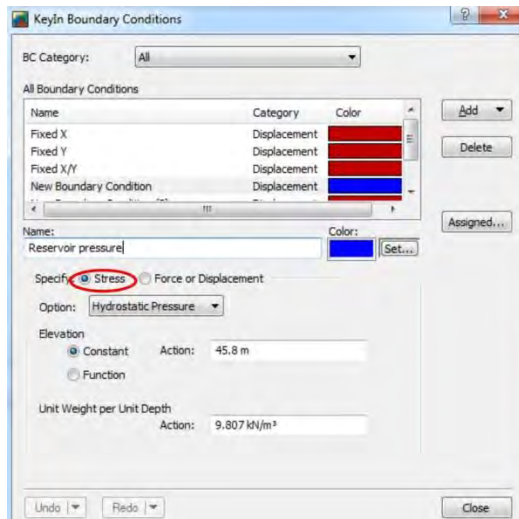 KeyIn Boundary Conditions
BC Category: All
All Boundary Conditions
Name Category Color
Fixed X Displacement
Fixed Y Displacement
Fixed X/Y Displacement
New Boundary Condition Displacement
Add
Delete
Assigned...
Name: Color:
Reservoir pressure Set...
Specify: Stress Force or Displacement
Option: Hydrostatic Pressure
Elevation
Constant Action: 45.8 m
Function
Unit Weight per Unit Depth
Action: 9.807 kN/m³
Undo Redo Close